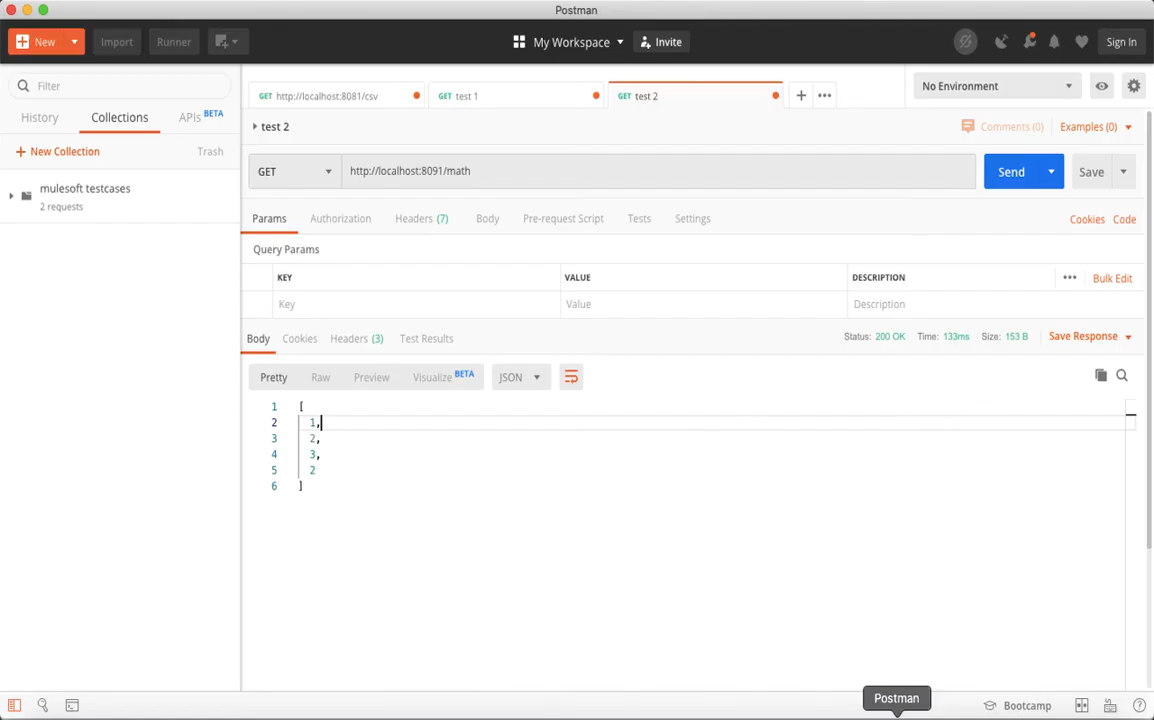 Postman
New
Import
Runner
My Workspace
Invite
Sign In
Filter
GET http://localhost:8081/csv
GET test 1
GET test 2
No Environment
History
Collections
APIs BETA
test 2
Comments (0)
Examples (0)
New Collection
Trash
GET
http://localhost:8091/math
Send
Save
mulesoft testcases
2 requests
Params
Authorization
Headers (7)
Body
Pre-request Script
Tests
Settings
Cookies
Code
Query Params
KEY
VALUE
DESCRIPTION
Bulk Edit
Key
Value
Description
Body
Cookies
Headers (3)
Test Results
Status: 200 OK
Time: 133ms
Size: 153 B
Save Response
Pretty
Raw
Preview
Visualize BETA
JSON
1 [
2 1,
3 2,
4 3,
5 2
6 ]
Postman
Bootcamp